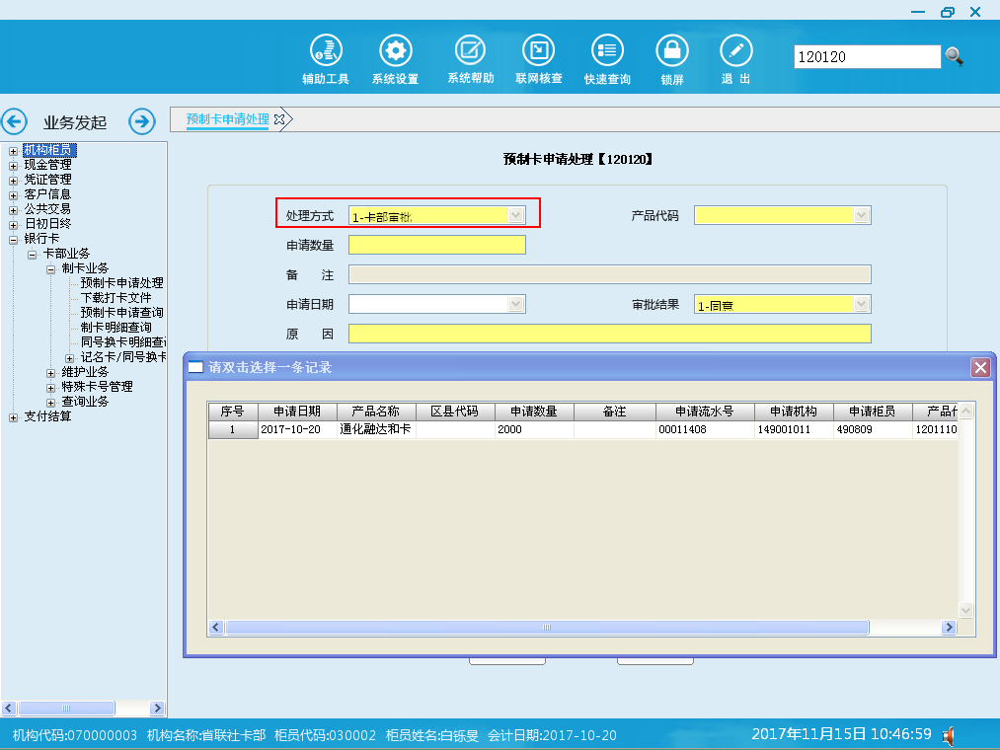 辅助工具 系统设置 系统帮助 联网核查 快速查询 锁屏 退 出 120120
业务发起
预制卡申请处理
机构柜员
现金管理
凭证管理
客户信息
公共交易
日初日终
银行卡
卡部业务
制卡业务
预制卡申请处理
下载打卡文件
预制卡申请查询
制卡明细查询
同号换卡明细查
记名卡/同号换卡
维护业务
特殊卡号管理
查询业务
支付结算
预制卡申请处理【120120】
处理方式 1-卡部审批 产品代码
申请数量
备 注
申请日期 审批结果 1-同意
原 因
请双击选择一条记录
序号 申请日期 产品名称 区县代码 申请数量 备注 申请流水号 申请机构 申请柜员 产品
1 2017-10-20 通化融达和卡 2000 00011408 149001011 490809 1201110
机构代码:070000003 机构名称:省联社卡部 柜员代码:030002 柜员姓名:白铄旻 会计日期:2017-10-20 2017年11月15日 10:46:59